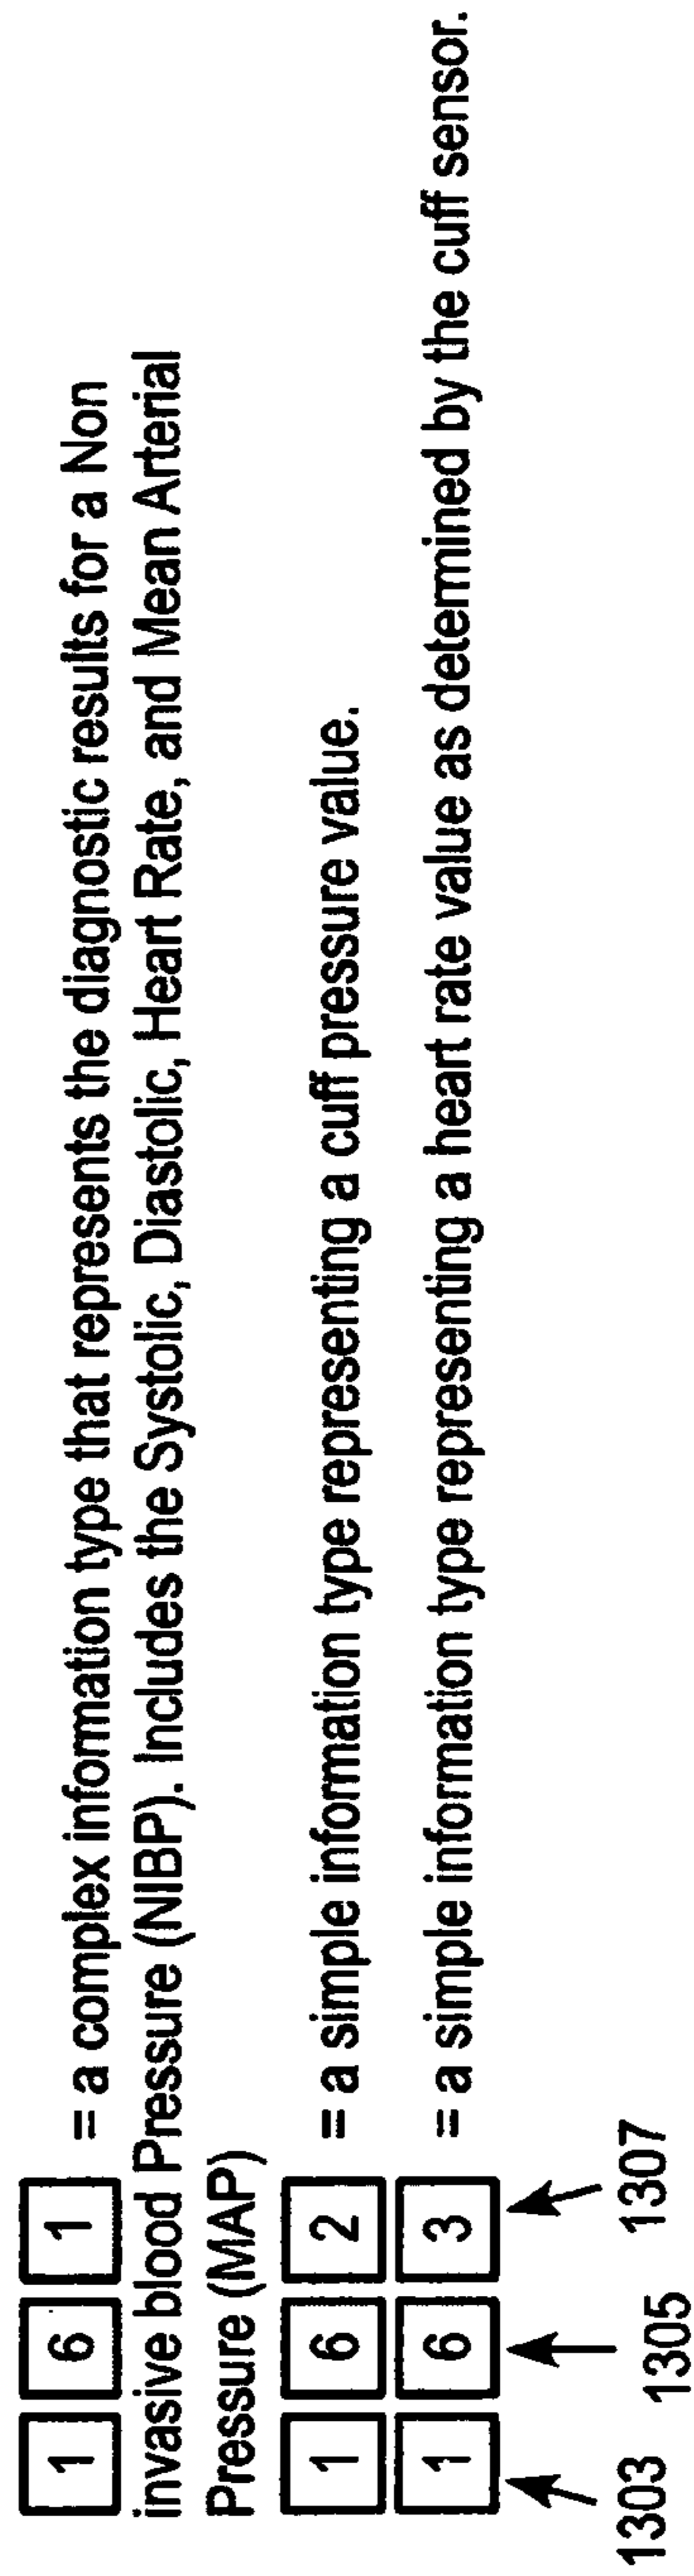 1 6 1 = a complex information type that represents the diagnostic results for a Non
invasive blood Pressure (NIBP). Includes the Systolic, Diastolic, Heart Rate, and Mean Arterial
Pressure (MAP)
1 6 2 = a simple information type representing a cuff pressure value.
1 6 3 = a simple information type representing a heart rate value as determined by the cuff sensor.
1303 1305 1307